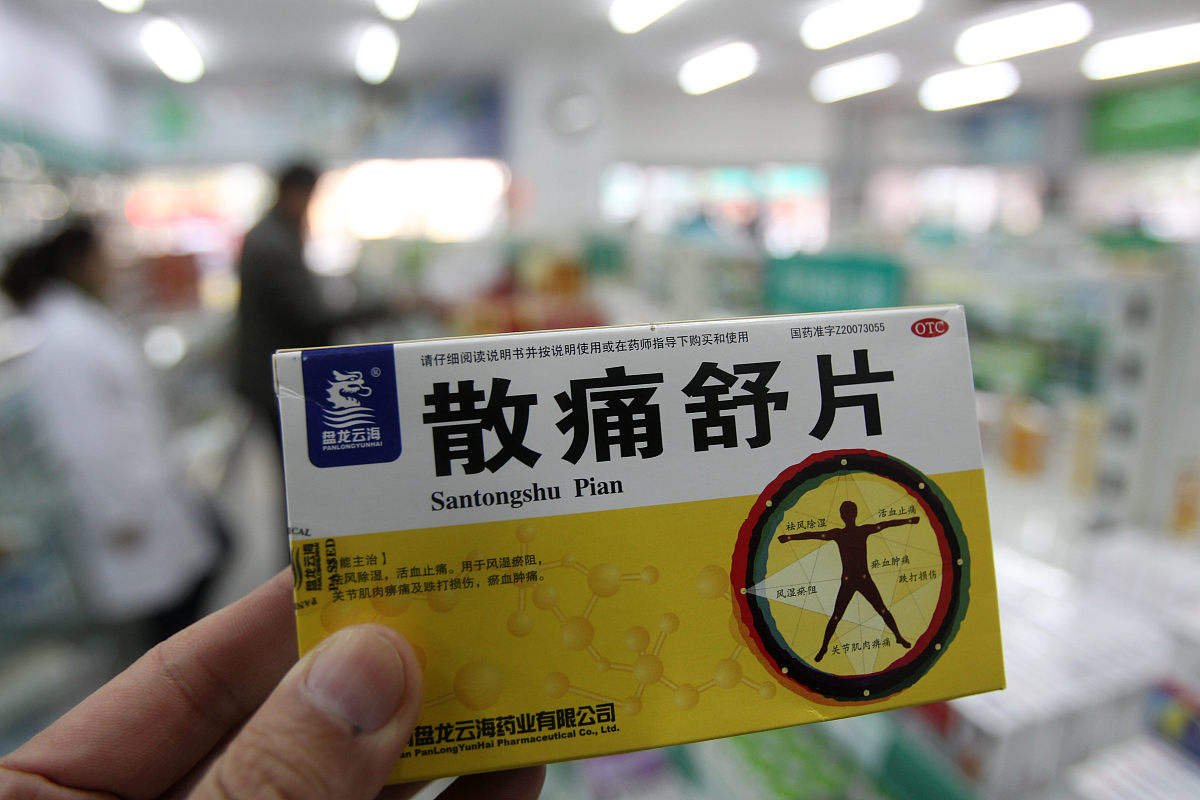 请仔细阅读说明书并按说明使用或在药师指导下购买和使用
国药准字Z20073055
OTC
盘龙云海
PANLONGYUNHAI
散痛舒片
Santongshu Pian
祛风除湿
活血止痛
瘀血肿痛
跌打损伤
风湿瘀阻
关节肌肉痹痛
盘龙云海
PASSED
能主治】
祛风除湿，活血止痛。用于风湿瘀阻，
关节肌肉痹痛及跌打损伤，瘀血肿痛。
盘龙云海药业有限公司
an PanLongYunHai Pharmaceutical Co., Ltd.